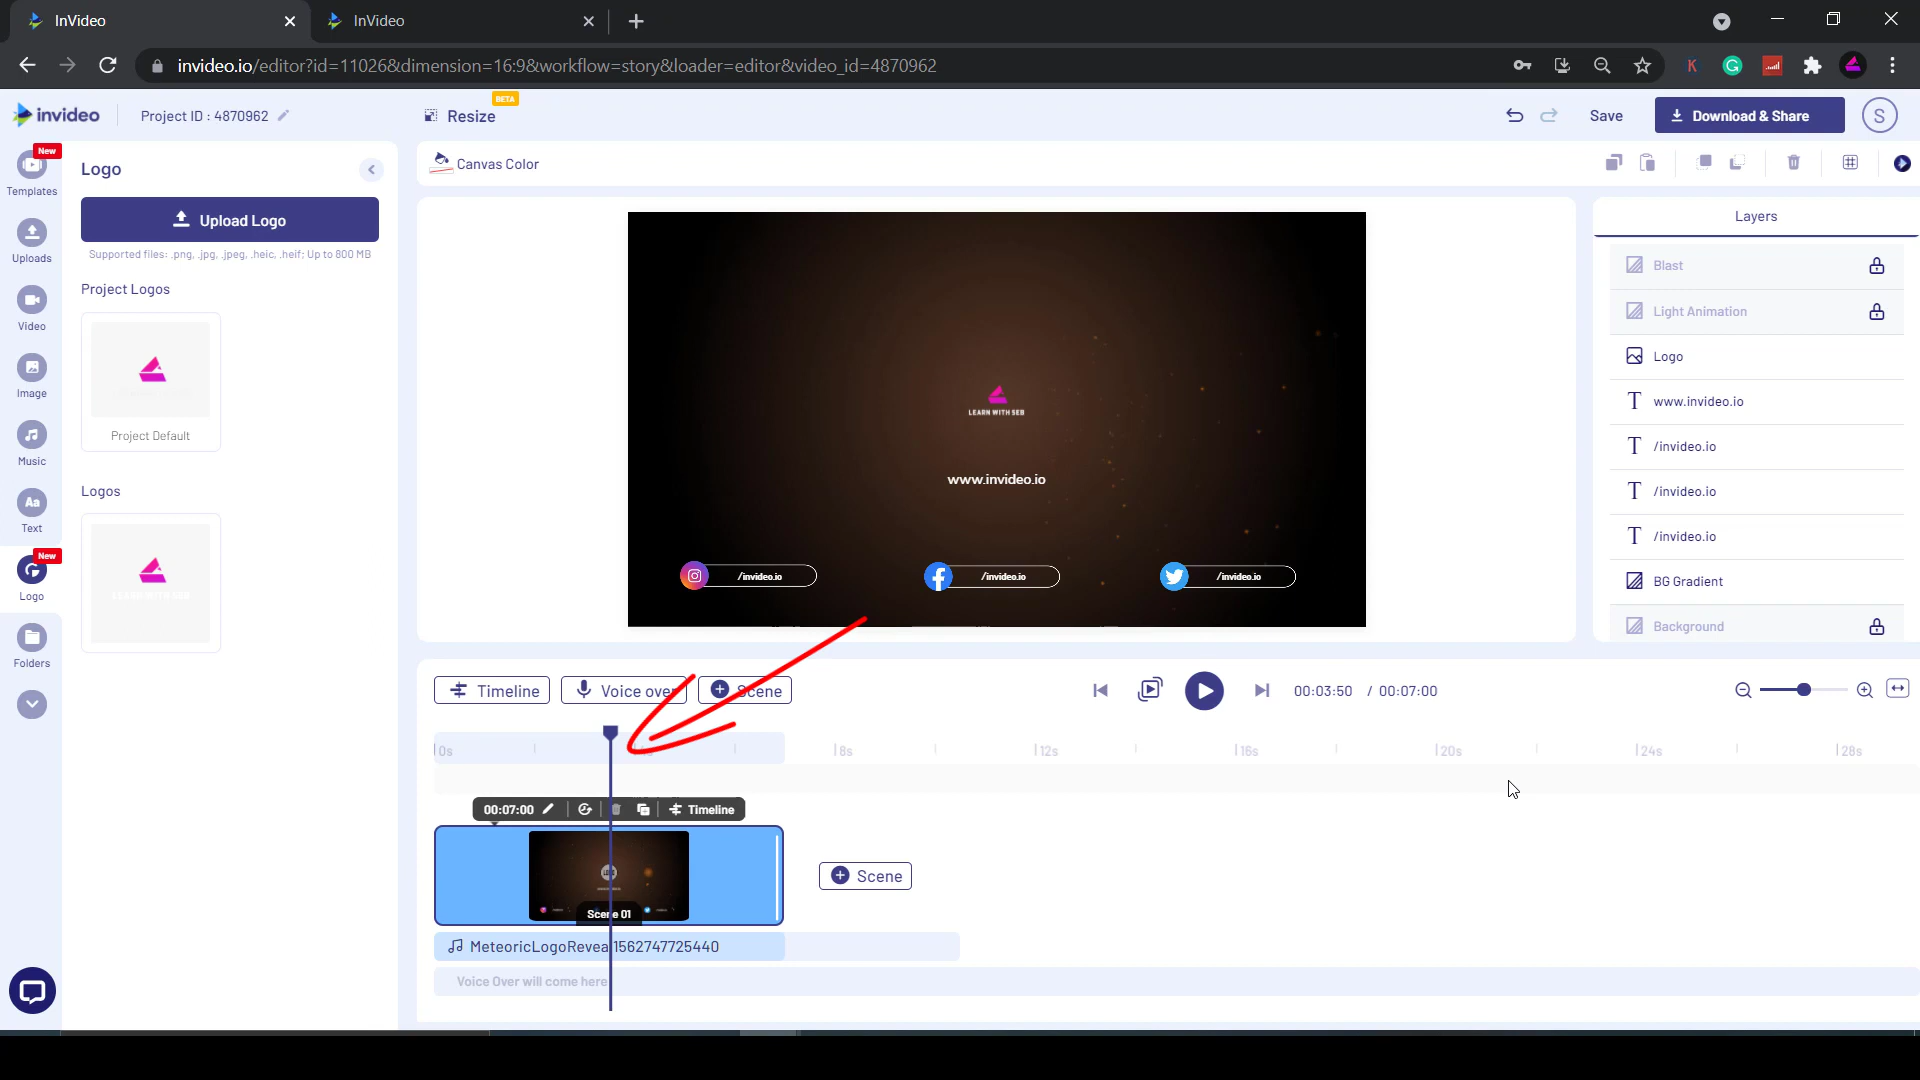 InVideo
InVideo
invideo.io/editor?id=11026&dimension=16:9&workflow=story&loader=editor&video_id=4870962
invideo
Project ID : 4870962
Resize
BETA
Save
Download & Share
S
New
Templates
Uploads
Video
Image
Music
Aa
Text
New
Logo
Folders
Logo
Upload Logo
Supported files: .png, .jpg, .jpeg, .heic, .heif; Up to 800 MB
Project Logos
Project Default
Logos
LEARN WITH SEB
Canvas Color
LEARN WITH SEB
www.invideo.io
/invideo.io
/invideo.io
/invideo.io
Layers
Blast
Light Animation
Logo
www.invideo.io
/invideo.io
/invideo.io
/invideo.io
BG Gradient
Background
Timeline
Voice over
Scene
00:03:50 / 00:07:00
0s
8s
12s
16s
20s
24s
28s
00:07:00
Timeline
Scene 01
Scene
MeteoricLogoReveal1562747725440
Voice Over will come here